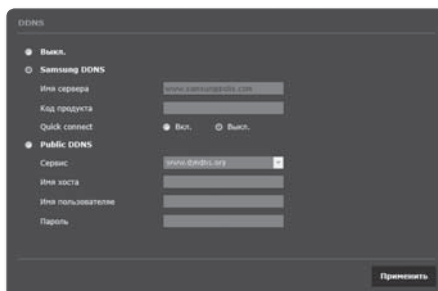 DDNS
Выкл.
Samsung DDNS
Имя сервера www.samsungipolis.com
Код продукта
Quick connect Вкл. Выкл.
Public DDNS
Сервис www.dyndns.org
Имя хоста
Имя пользователяе
Пароль
Применить